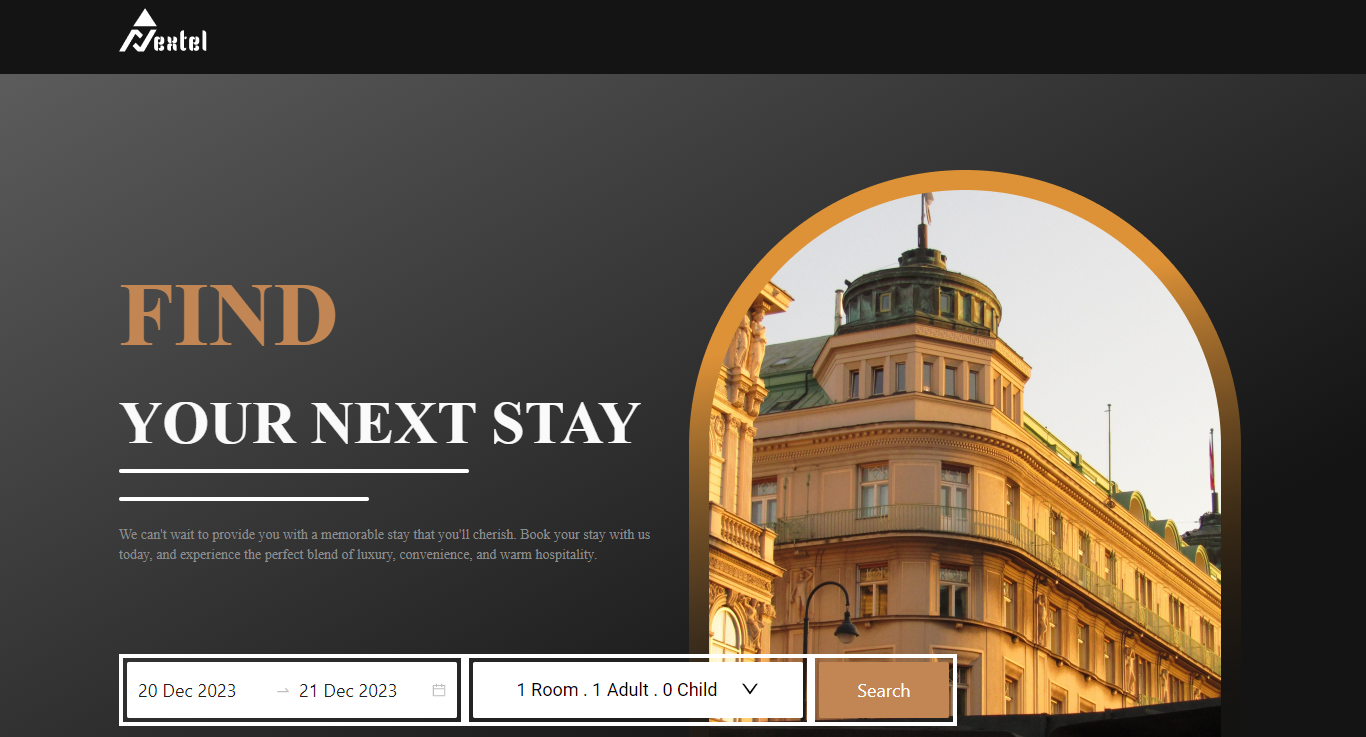 Nextel
FIND
YOUR NEXT STAY
We can't wait to provide you with a memorable stay that you'll cherish. Book your stay with us
today, and experience the perfect blend of luxury, convenience, and warm hospitality.
20 Dec 2023 → 21 Dec 2023
1 Room . 1 Adult . 0 Child
Search